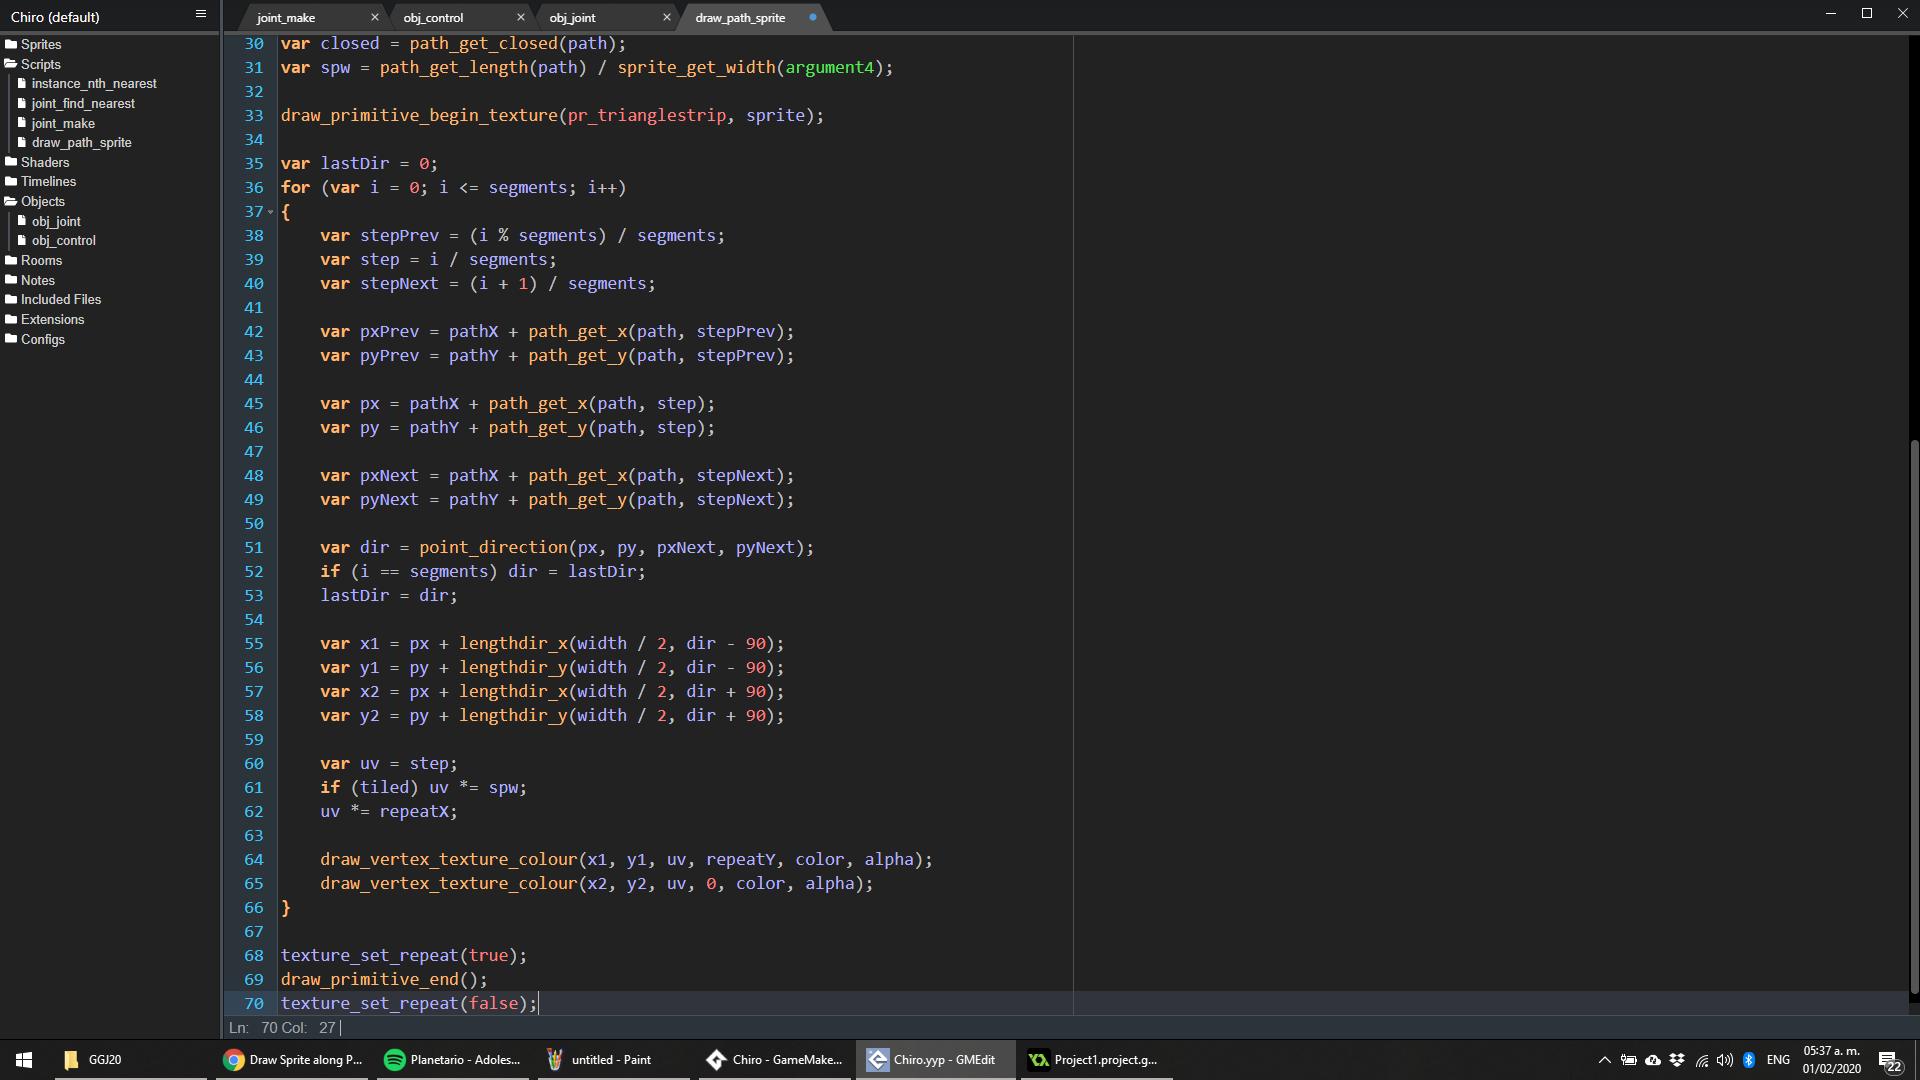 Chiro (default)
joint_make
obj_control
obj_joint
draw_path_sprite
Sprites
Scripts
instance_nth_nearest
joint_find_nearest
joint_make
draw_path_sprite
Shaders
Timelines
Objects
obj_joint
obj_control
Rooms
Notes
Included Files
Extensions
Configs
30 var closed = path_get_closed(path);
31 var spw = path_get_length(path) / sprite_get_width(argument4);
32
33 draw_primitive_begin_texture(pr_trianglestrip, sprite);
34
35 var lastDir = 0;
36 for (var i = 0; i <= segments; i++)
37 {
38 var stepPrev = (i % segments) / segments;
39 var step = i / segments;
40 var stepNext = (i + 1) / segments;
41
42 var pxPrev = pathX + path_get_x(path, stepPrev);
43 var pyPrev = pathY + path_get_y(path, stepPrev);
44
45 var px = pathX + path_get_x(path, step);
46 var py = pathY + path_get_y(path, step);
47
48 var pxNext = pathX + path_get_x(path, stepNext);
49 var pyNext = pathY + path_get_y(path, stepNext);
50
51 var dir = point_direction(px, py, pxNext, pyNext);
52 if (i == segments) dir = lastDir;
53 lastDir = dir;
54
55 var x1 = px + lengthdir_x(width / 2, dir - 90);
56 var y1 = py + lengthdir_y(width / 2, dir - 90);
57 var x2 = px + lengthdir_x(width / 2, dir + 90);
58 var y2 = py + lengthdir_y(width / 2, dir + 90);
59
60 var uv = step;
61 if (tiled) uv *= spw;
62 uv *= repeatX;
63
64 draw_vertex_texture_colour(x1, y1, uv, repeatY, color, alpha);
65 draw_vertex_texture_colour(x2, y2, uv, 0, color, alpha);
66 }
67
68 texture_set_repeat(true);
69 draw_primitive_end();
70 texture_set_repeat(false);
Ln: 70 Col: 27
GGJ20
Draw Sprite along P...
Planetario - Adoles...
untitled - Paint
Chiro - GameMake...
Chiro.yyp - GMEdit
Project1.project.g...
ENG
05:37 a. m.
01/02/2020
22